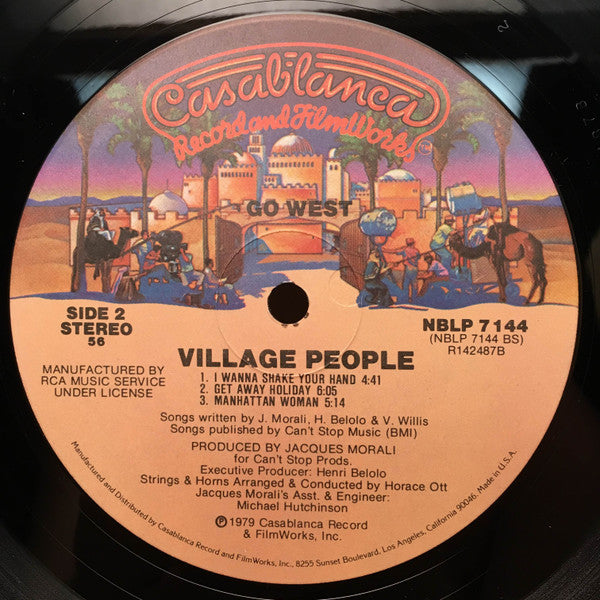 Casablanca
Record and FilmWorks
TM
GO WEST
SIDE 2
STEREO
56
NBLP 7144
(NBLP 7144 BS)
R142487B
MANUFACTURED BY
RCA MUSIC SERVICE
UNDER LICENSE
VILLAGE PEOPLE
1. I WANNA SHAKE YOUR HAND 4:41
2. GET AWAY HOLIDAY 6:05
3. MANHATTAN WOMAN 5:14
Songs written by J. Morali, H. Belolo & V. Willis
Songs published by Can't Stop Music (BMI)
PRODUCED BY JACQUES MORALI
for Can't Stop Prods.
Executive Producer: Henri Belolo
Strings & Horns Arranged & Conducted by Horace Ott
Jacques Morali's Asst. & Engineer:
Michael Hutchinson
Ⓟ 1979 Casablanca Record
& FilmWorks, Inc.
Manufactured and Distributed by Casablanca Record and FilmWorks, Inc., 8255 Sunset Boulevard, Los Angeles, California 90046. Made in U.S.A.